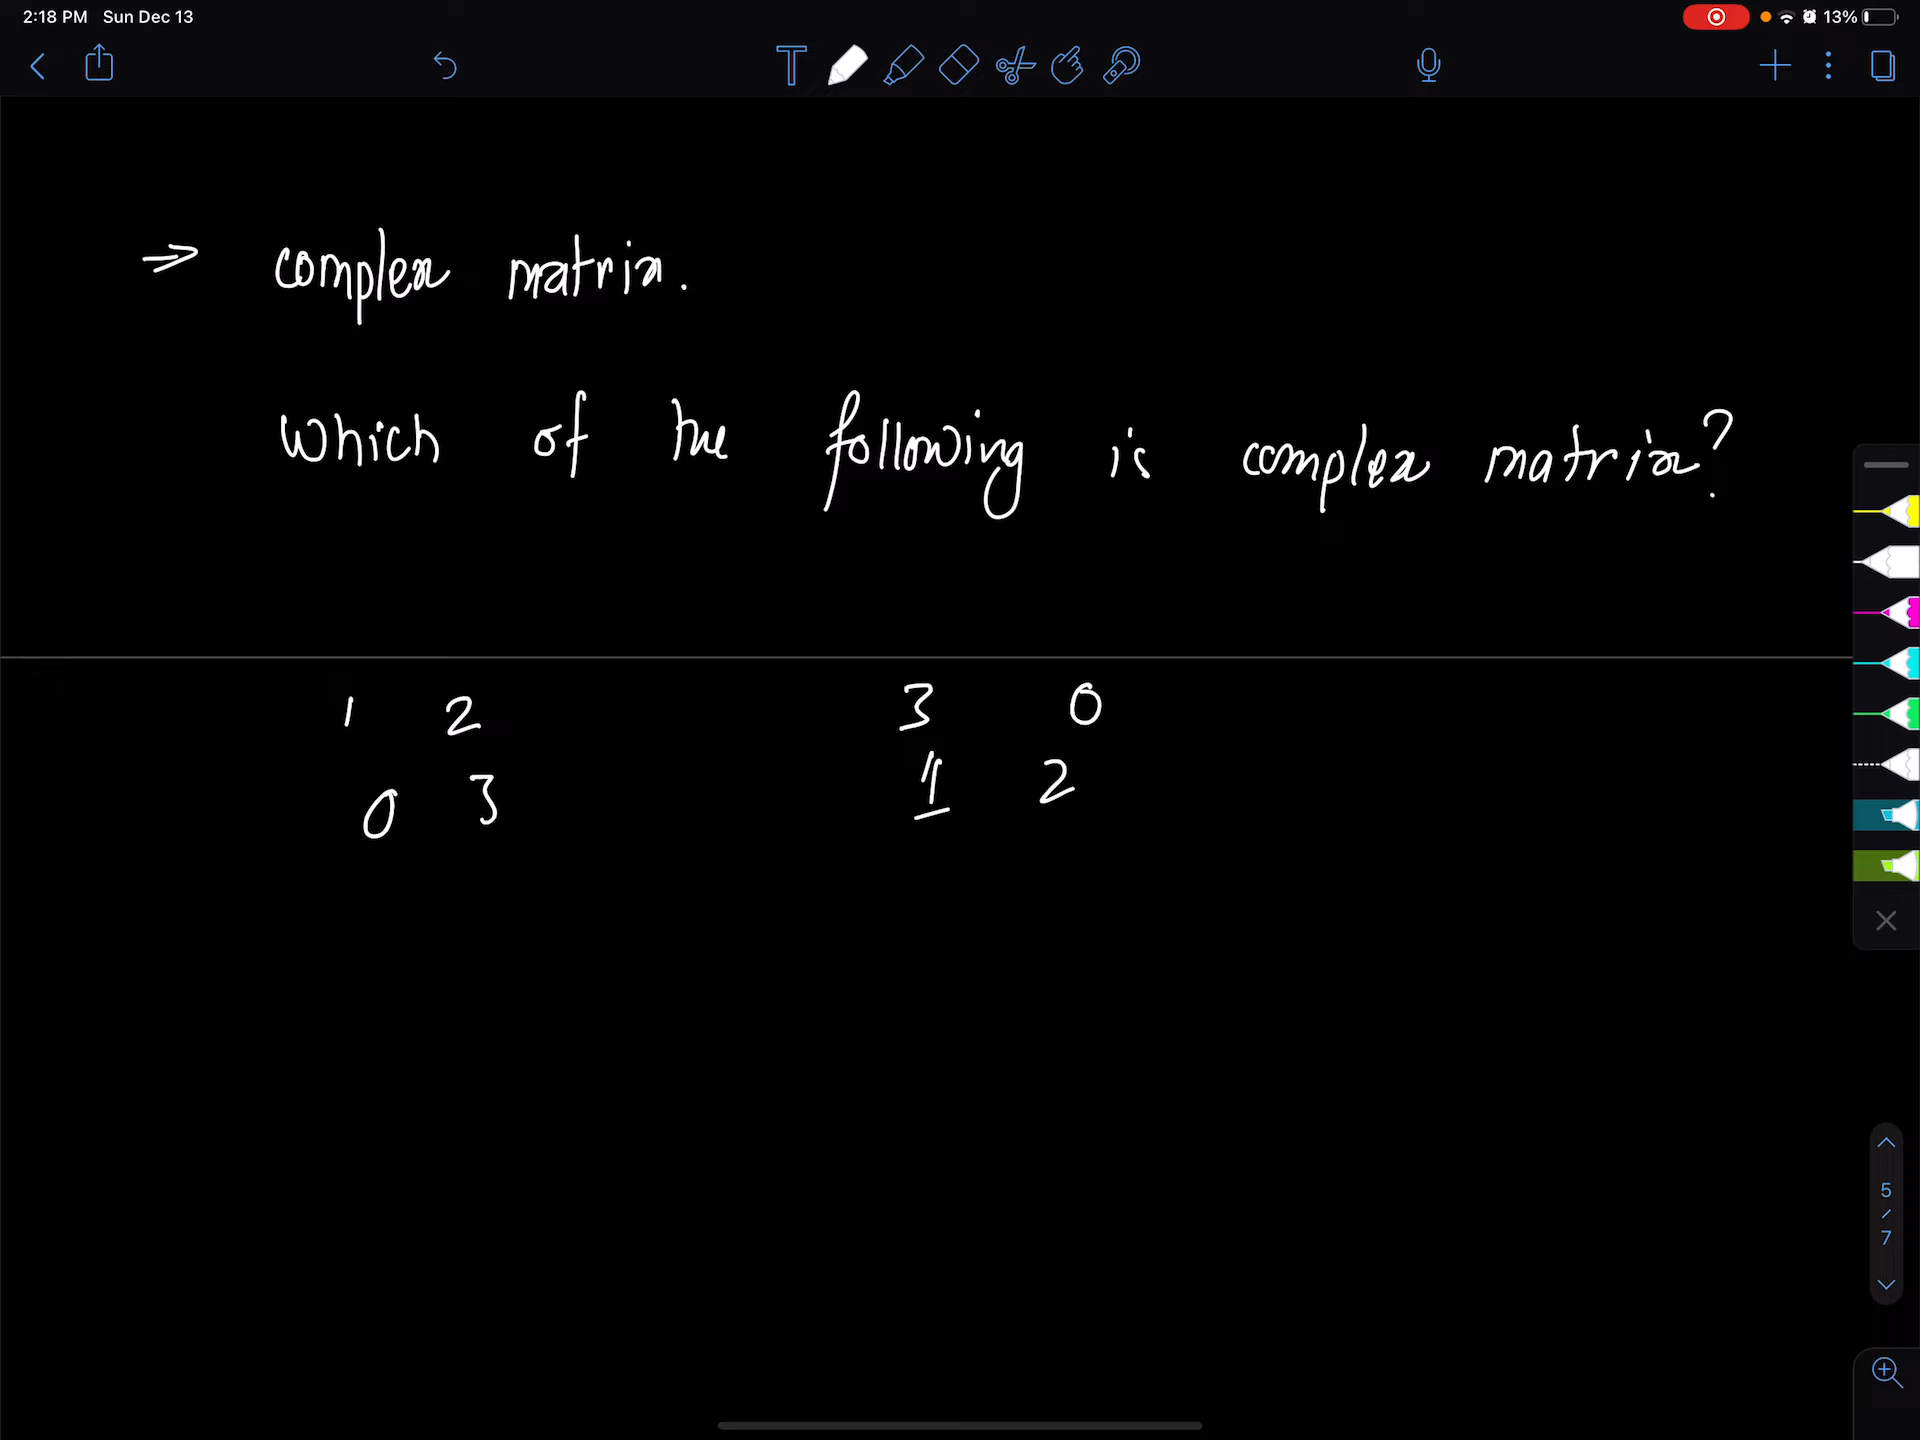 2:18 PM Sun Dec 13 13%
T
⇒ complex matrix.
Which of the following is complex matrix?
1 2 3 0
0 3 1 2
5
/
7